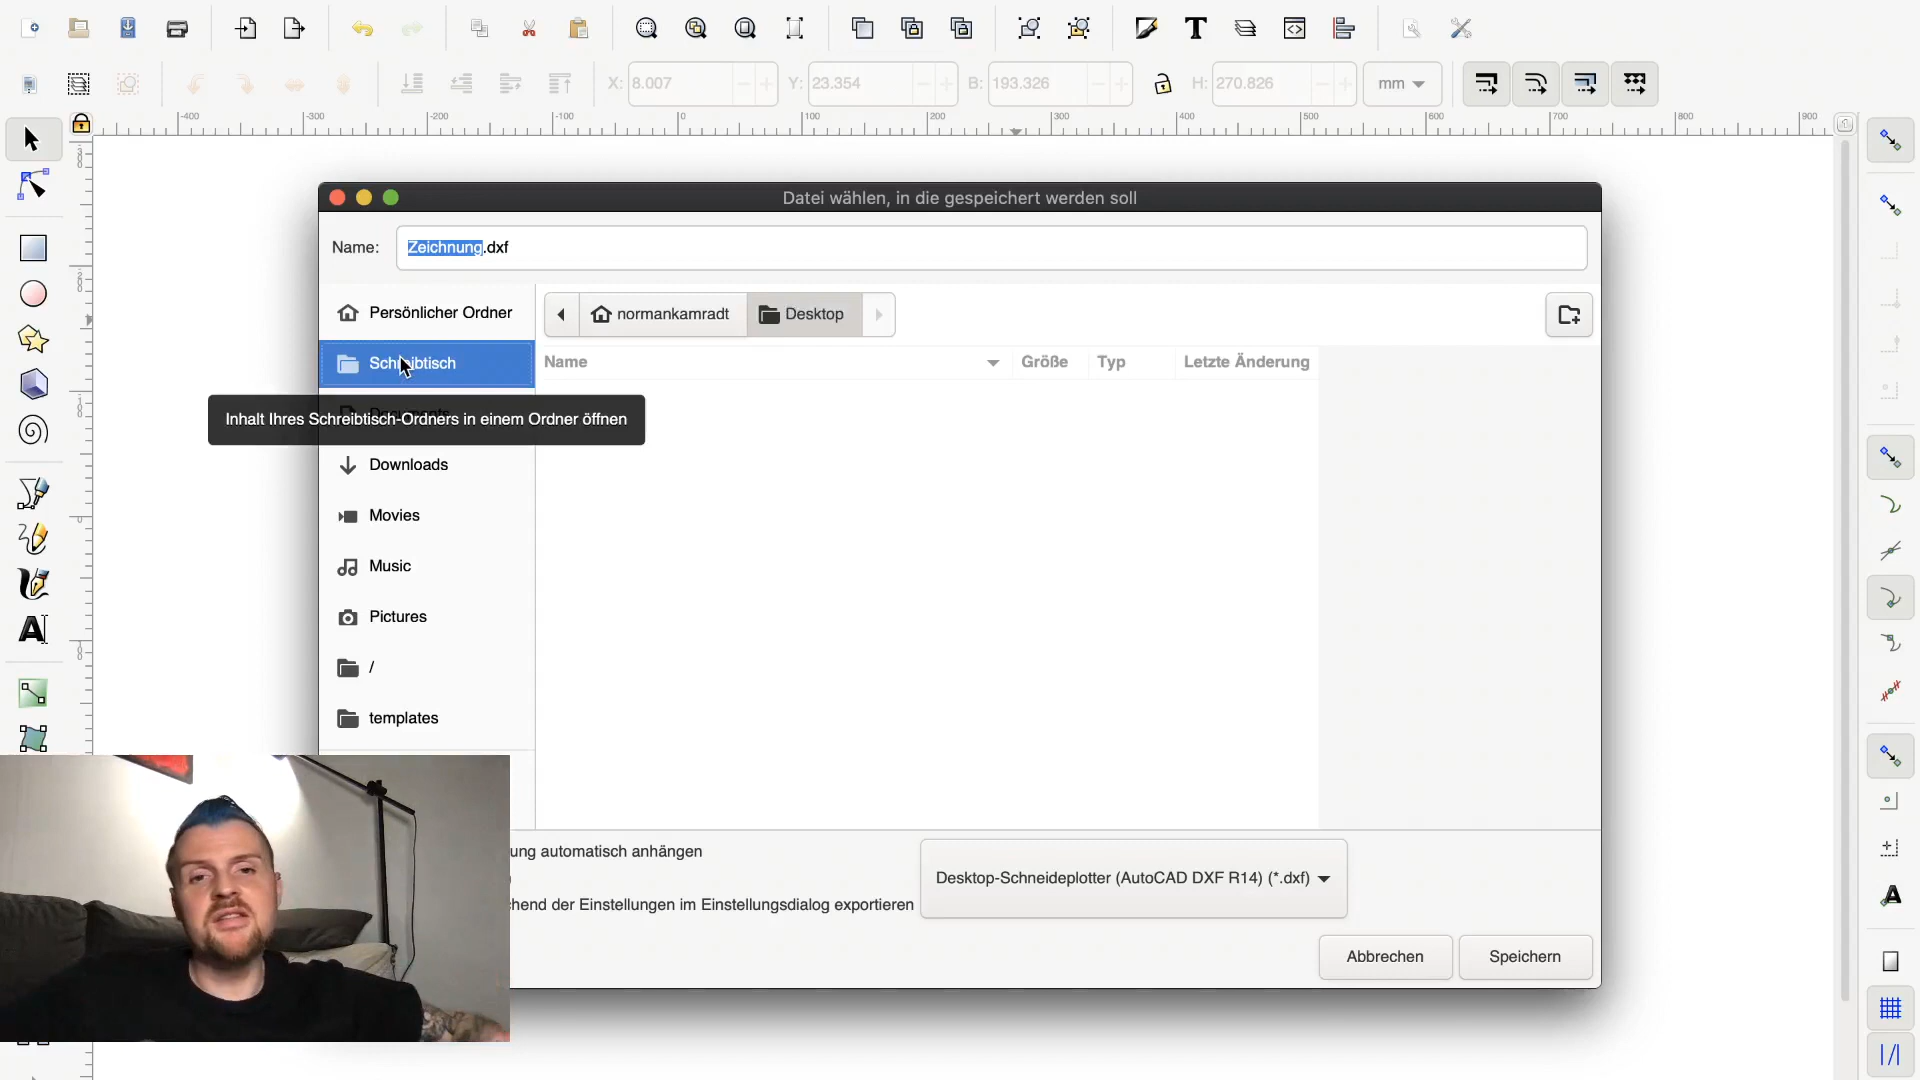 X: 8.007 Y: 23.354 B: 193.326 H: 270.826 mm
-400 -300 -200 -100 0 100 200 300 400 500 600 700 800 900
Datei wählen, in die gespeichert werden soll
Name: Zeichnung.dxf
Persönlicher Ordner
normankamradt Desktop
Schreibtisch
Name Größe Typ Letzte Änderung
Inhalt Ihres Schreibtisch-Ordners in einem Ordner öffnen
Downloads
Movies
Music
Pictures
/
templates
ung automatisch anhängen
Desktop-Schneideplotter (AutoCAD DXF R14) (*.dxf)
hend der Einstellungen im Einstellungsdialog exportieren
Abbrechen Speichern